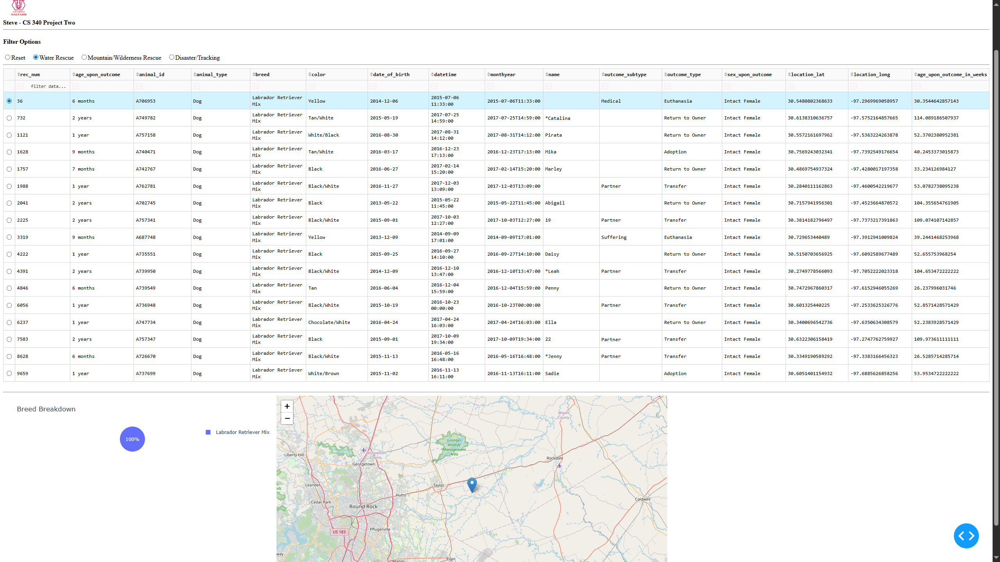 GRAZIOSO
SALVARE
Steve - CS 340 Project Two
Filter Options
Reset Water Rescue Mountain/Wilderness Rescue Disaster/Tracking
rec_num age_upon_outcome animal_id animal_type breed color date_of_birth datetime monthyear name outcome_subtype outcome_type sex_upon_outcome location_lat location_long age_upon_outcome_in_weeks
filter data...
36 6 months A706953 Dog Labrador Retriever Mix Yellow 2014-12-06 2015-07-06 11:33:00 2015-07-06T11:33:00 Medical Euthanasia Intact Female 30.5480802368633 -97.2969969058957 30.3544642857143
732 2 years A749782 Dog Labrador Retriever Mix Tan/White 2015-05-19 2017-07-25 14:59:00 2017-07-25T14:59:00 *Catalina Return to Owner Intact Female 30.6138310636757 -97.5752164857665 114.089186507937
1121 1 year A757158 Dog Labrador Retriever Mix White/Black 2016-08-30 2017-08-31 14:12:00 2017-08-31T14:12:00 Pirata Return to Owner Intact Female 30.5572161697962 -97.5363224263878 52.3702380952381
1628 9 months A740471 Dog Labrador Retriever Mix Tan/White 2016-03-17 2016-12-23 17:13:00 2016-12-23T17:13:00 Mika Adoption Intact Female 30.7569243032341 -97.7392549176654 40.2453373015873
1757 7 months A742767 Dog Labrador Retriever Mix Black 2016-06-27 2017-02-14 15:20:00 2017-02-14T15:20:00 Marley Return to Owner Intact Female 30.4869754937324 -97.4280017197358 33.234126984127
1988 1 year A762781 Dog Labrador Retriever Mix Black/White 2016-11-27 2017-12-03 13:09:00 2017-12-03T13:09:00 Partner Transfer Intact Female 30.2840111162863 -97.4600542219677 53.0782738095238
2041 2 years A702745 Dog Labrador Retriever Mix Black 2013-05-22 2015-05-22 11:45:00 2015-05-22T11:45:00 Abigail Return to Owner Intact Female 30.7157941956301 -97.4523664870572 104.355654761905
2225 2 years A757341 Dog Labrador Retriever Mix Black/White 2015-09-01 2017-10-03 12:27:00 2017-10-03T12:27:00 19 Partner Transfer Intact Female 30.3814182796497 -97.7373217391863 109.074107142857
3319 9 months A687748 Dog Labrador Retriever Mix Yellow 2013-12-09 2014-09-09 17:01:00 2014-09-09T17:01:00 Suffering Euthanasia Intact Female 30.729653440489 -97.3912941009824 39.2441468253968
4222 1 year A735551 Dog Labrador Retriever Mix Black 2015-09-25 2016-09-27 14:10:00 2016-09-27T14:10:00 Daisy Return to Owner Intact Female 30.5150703656925 -97.6092589677489 52.655753968254
4391 2 years A739950 Dog Labrador Retriever Mix Black/White 2014-12-09 2016-12-10 13:47:00 2016-12-10T13:47:00 *Leah Partner Transfer Intact Female 30.2749778566093 -97.7052222023318 104.653472222222
4846 6 months A739549 Dog Labrador Retriever Mix Tan 2016-06-04 2016-12-04 15:59:00 2016-12-04T15:59:00 Penny Return to Owner Intact Female 30.7472967860317 -97.6152946055269 26.237996031746
6056 1 year A736948 Dog Labrador Retriever Mix Black/White 2015-10-19 2016-10-23 00:00:00 2016-10-23T00:00:00 Partner Transfer Intact Female 30.601325440225 -97.2533625326776 52.8571428571429
6237 1 year A747734 Dog Labrador Retriever Mix Chocolate/White 2016-04-24 2017-04-24 16:03:00 2017-04-24T16:03:00 Ella Return to Owner Intact Female 30.3400696542736 -97.6350634308579 52.2383928571429
7583 2 years A757347 Dog Labrador Retriever Mix Black 2015-09-01 2017-10-09 19:34:00 2017-10-09T19:34:00 22 Partner Transfer Intact Female 30.6322306158419 -97.2747762759927 109.973611111111
8628 6 months A726670 Dog Labrador Retriever Mix Black/White 2015-11-13 2016-05-16 16:48:00 2016-05-16T16:48:00 *Jenny Partner Transfer Intact Female 30.3349190589292 -97.3383166456323 26.5285714285714
9659 1 year A737699 Dog Labrador Retriever Mix White/Brown 2015-11-02 2016-11-13 16:11:00 2016-11-13T16:11:00 Sadie Adoption Intact Female 30.6051401154932 -97.6885626858256 53.9534722222222
Breed Breakdown
100%
Labrador Retriever Mix
+
−
Milam
County
Granger
Wildlife
Management
Area
Liberty Hill
Williamson
County
Rockdale
Georgetown
Leander
Taylor
Hutto
Cedar Park
Caldwell
Round Rock
Pflugerville
US 183
way
Elgin
Manor